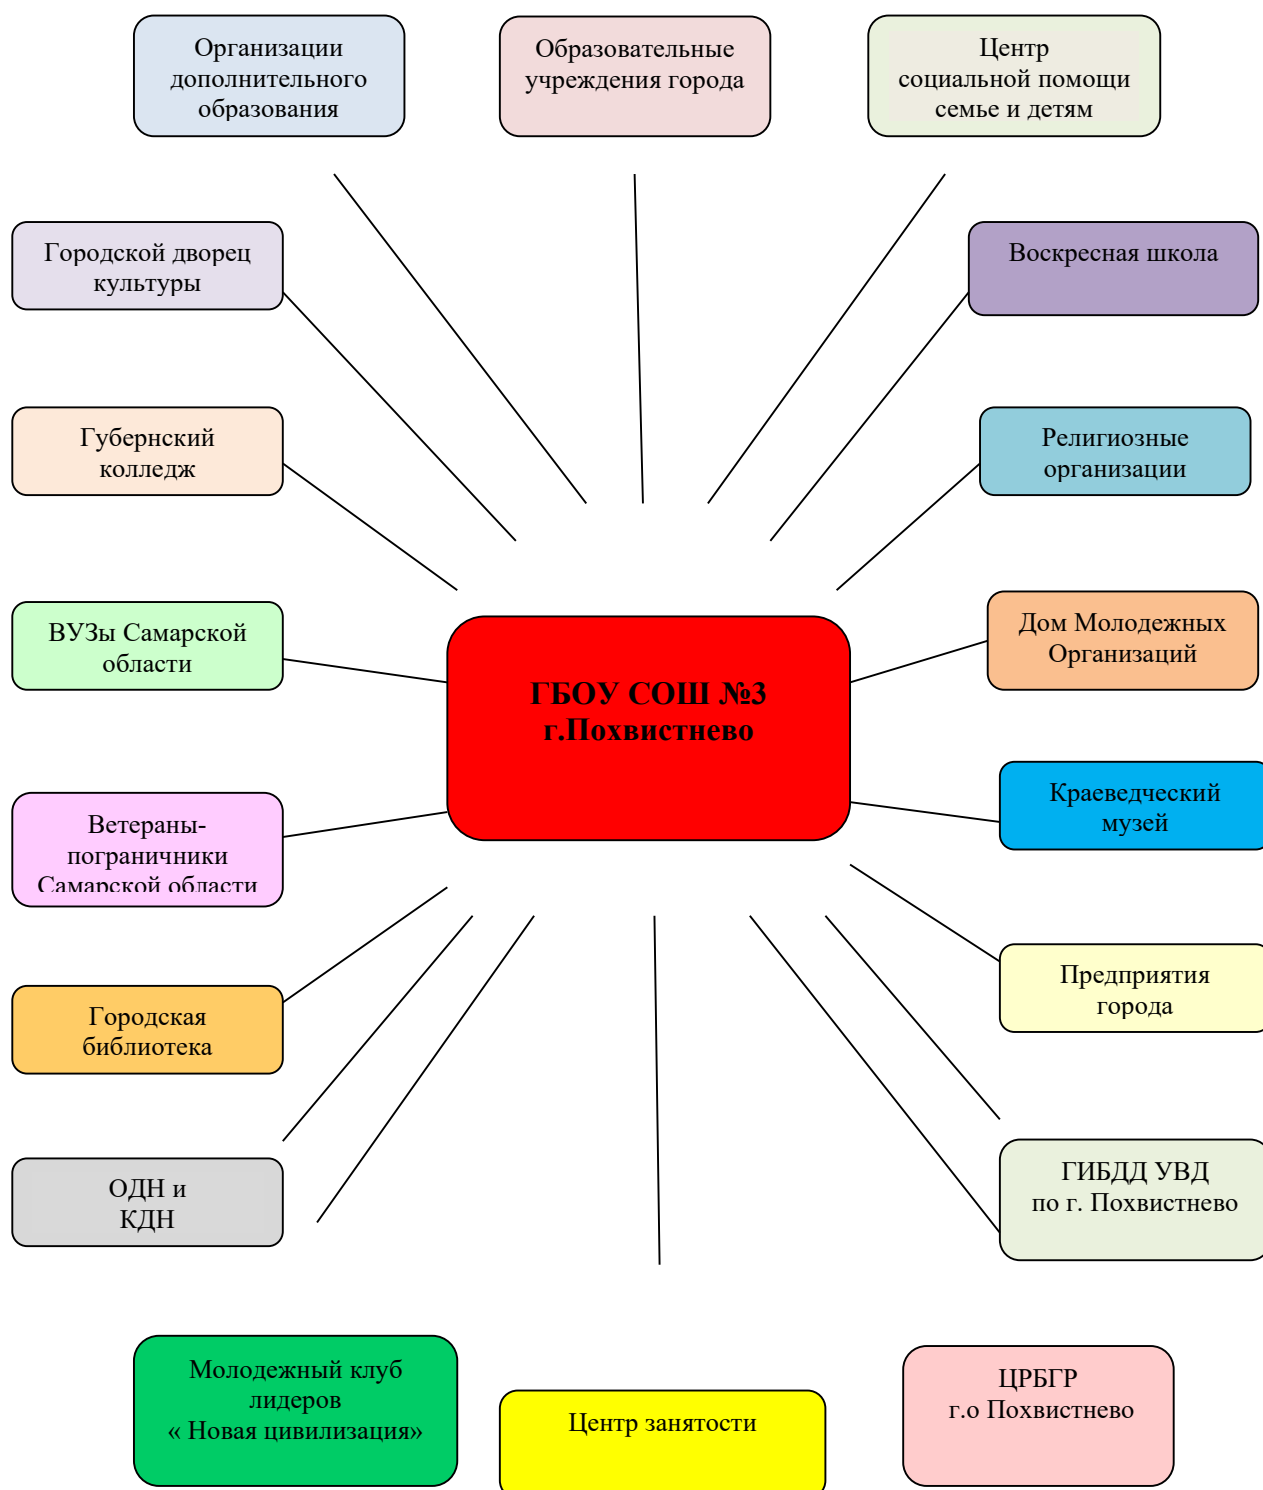 Организации
дополнительного
образования
Образовательные
учреждения города
Центр
социальной помощи
семье и детям
Городской дворец
культуры
Воскресная школа
Губернский
колледж
Религиозные
организации
ВУЗы Самарской
области
Дом Молодежных
Организаций
ГБОУ СОШ №3
г.Похвистнево
Краеведческий
музей
Ветераны-
пограничники
Самарской области
Предприятия
города
Городская
библиотека
ОДН и
КДН
ГИБДД УВД
по г. Похвистнево
Молодежный клуб
лидеров
« Новая цивилизация»
Центр занятости
ЦРБГР
г.о Похвистнево